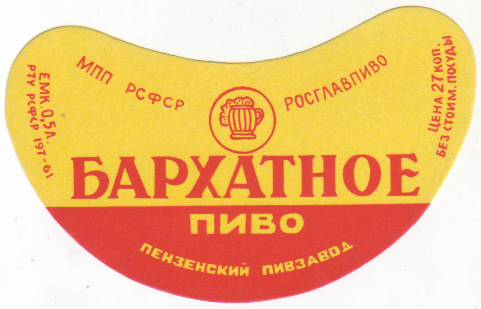 МПП РСФСР РОСГЛАВПИВО
ЕМК. 0,5Л.
РТУ РСФСР 197-61
ЦЕНА 27 КОП.
БЕЗ СТОИМ. ПОСУДЫ
БАРХАТНОЕ
ПИВО
ПЕНЗЕНСКИЙ ПИВЗАВОД